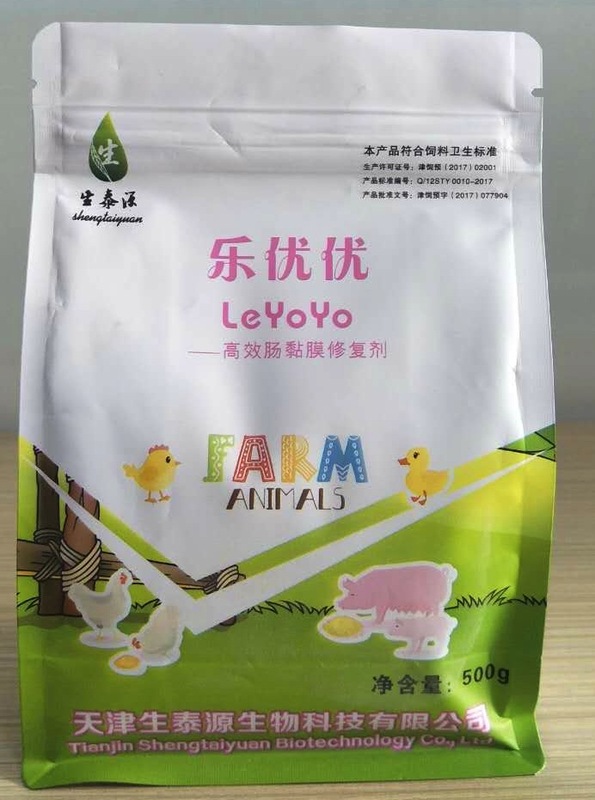 生
生泰源
shengtaiyuan
本产品符合饲料卫生标准
生产许可证号：津饲预（2017）02001
产品标准编号：Q/12STY 0010-2017
产品批准文号：津饲预字（2017）077904
乐优优
LeYoYo
——高效肠黏膜修复剂
FARM
ANIMALS
净含量：500g
天津生泰源生物科技有限公司
Tianjin Shengtaiyuan Biotechnology Co., Ltd